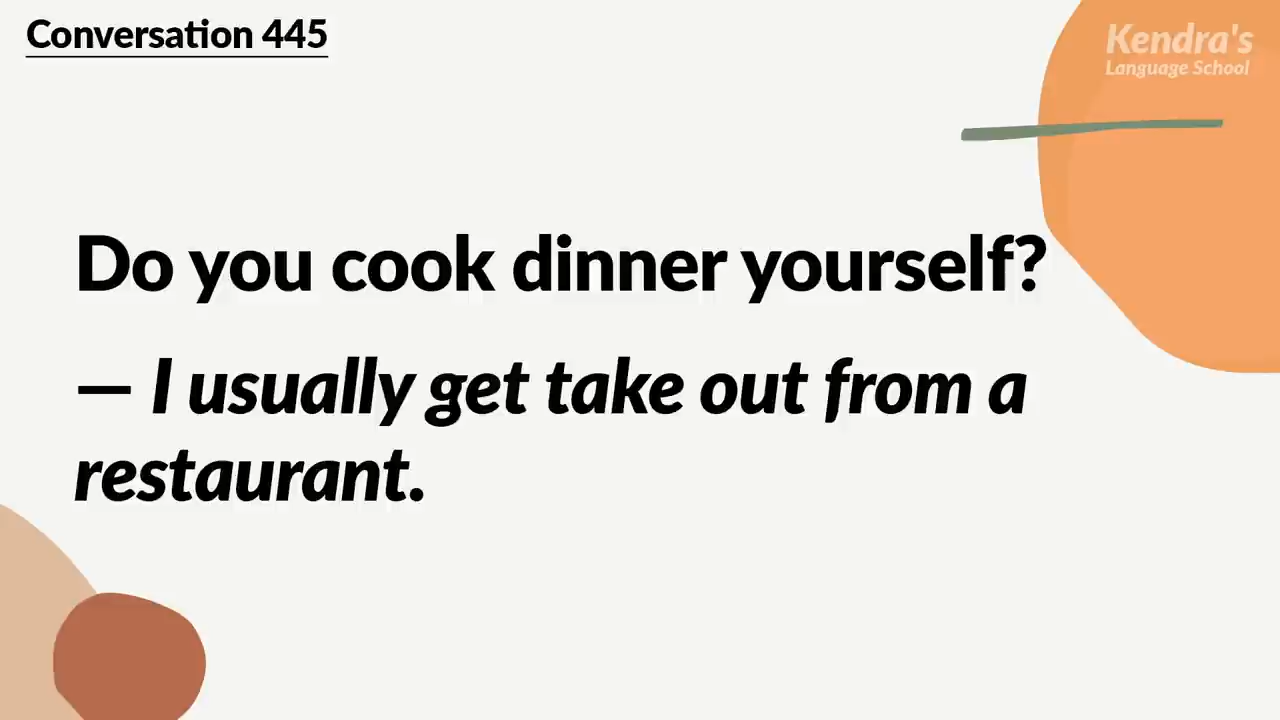 Conversation 445
Kendra's
Language School
Do you cook dinner yourself?
— I usually get take out from a
restaurant.